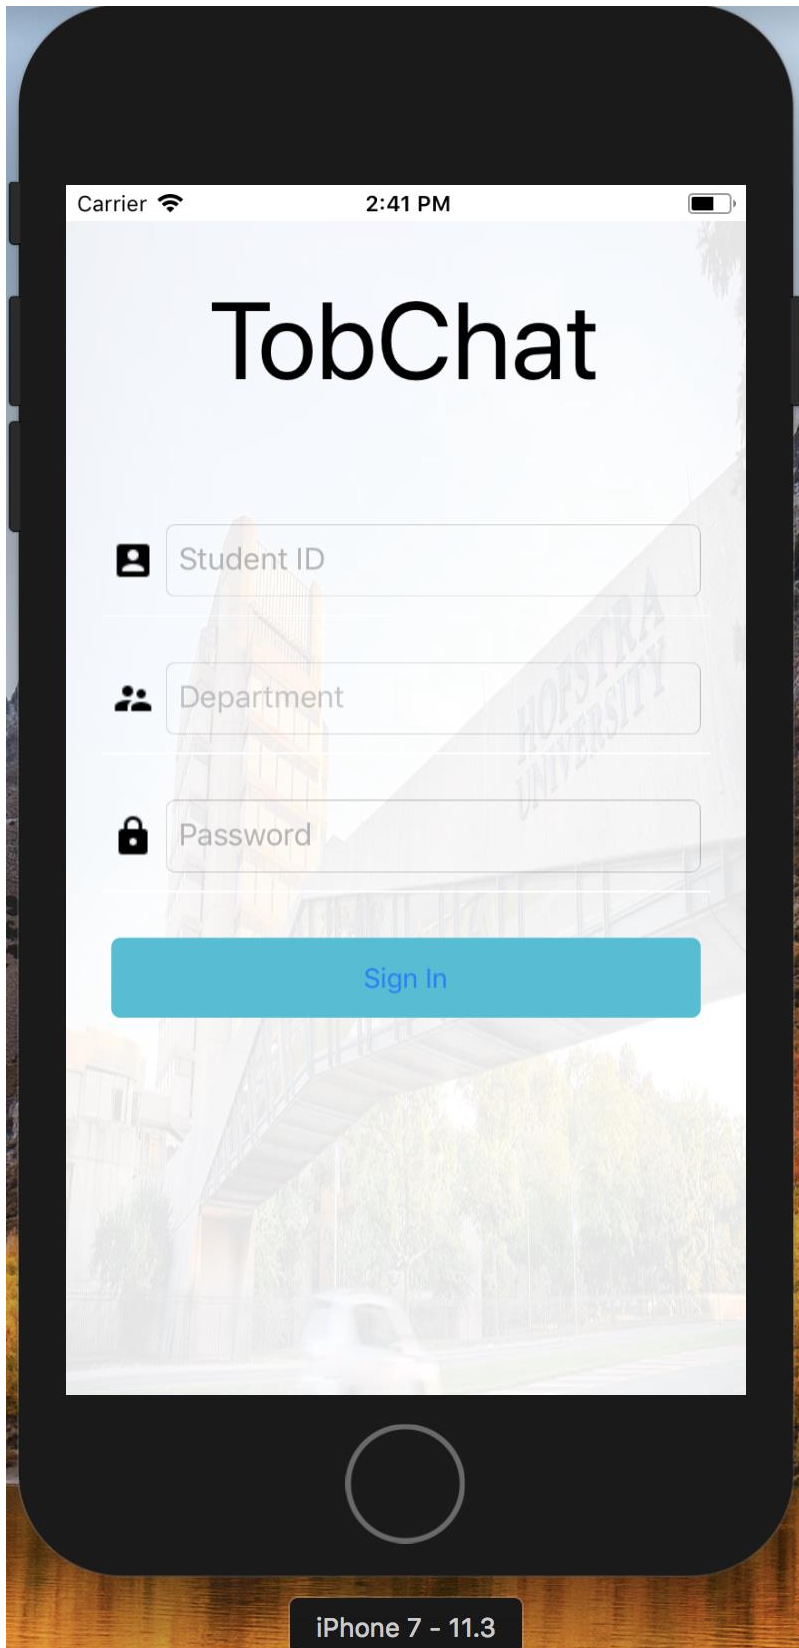 Carrier
2:41 PM
TobChat
Student ID
Department
HOFSTRA
UNIVERSITY
Password
Sign In
iPhone 7 - 11.3